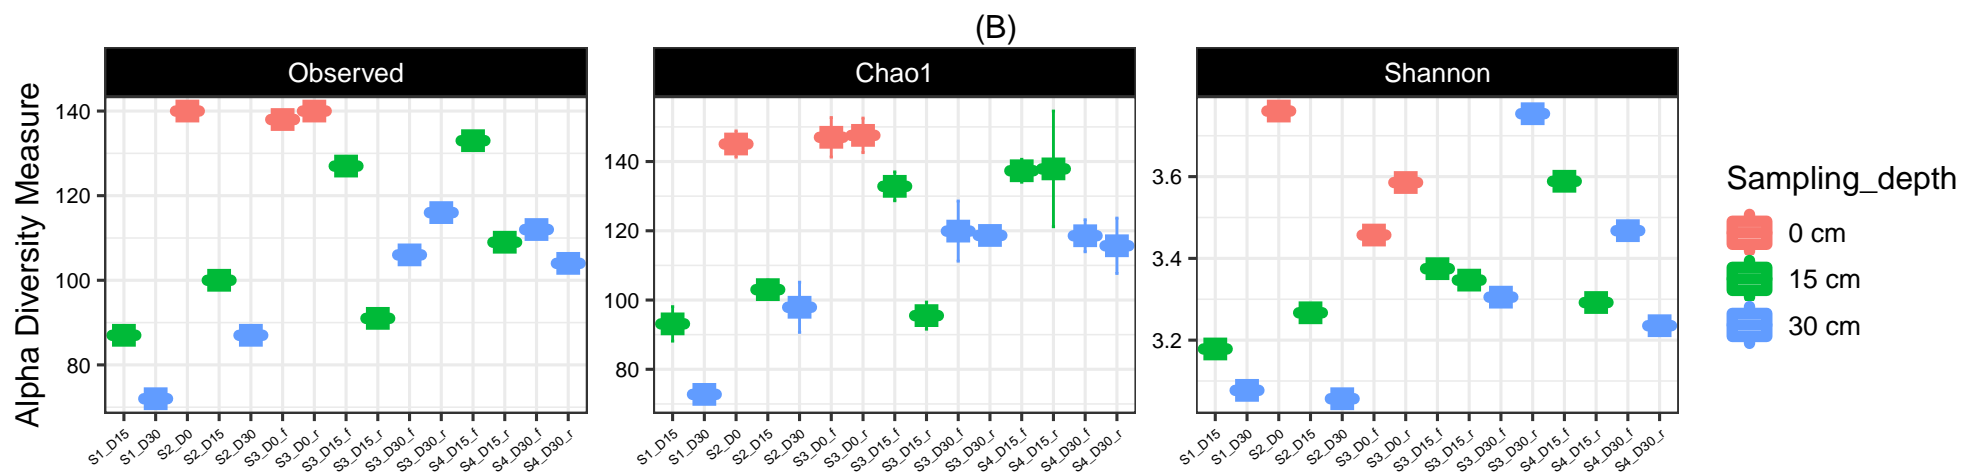 (B)
Observed
Chao1
Shannon
Alpha Diversity Measure
140
120
100
80
S1_D15
S1_D30
S2_D0
S2_D15
S2_D30
S3_D0_f
S3_D0_r
S3_D15_f
S3_D15_r
S3_D30_f
S3_D30_r
S4_D15_f
S4_D15_r
S4_D30_f
S4_D30_r
140
120
100
80
S1_D15
S1_D30
S2_D0
S2_D15
S2_D30
S3_D0_f
S3_D0_r
S3_D15_f
S3_D15_r
S3_D30_f
S3_D30_r
S4_D15_f
S4_D15_r
S4_D30_f
S4_D30_r
3.6
3.4
3.2
S1_D15
S1_D30
S2_D0
S2_D15
S2_D30
S3_D0_f
S3_D0_r
S3_D15_f
S3_D15_r
S3_D30_f
S3_D30_r
S4_D15_f
S4_D15_r
S4_D30_f
S4_D30_r
Sampling_depth
0 cm
15 cm
30 cm